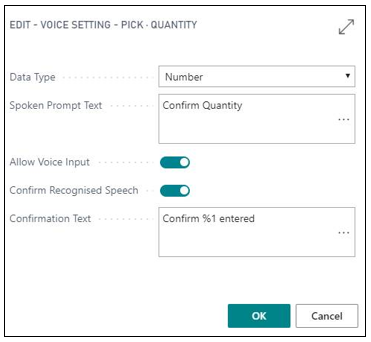 EDIT - VOICE SETTING - PICK · QUANTITY
Data Type
Number
Spoken Prompt Text
Confirm Quantity
...
Allow Voice Input
Confirm Recognised Speech
Confirmation Text
Confirm %1 entered
...
OK
Cancel